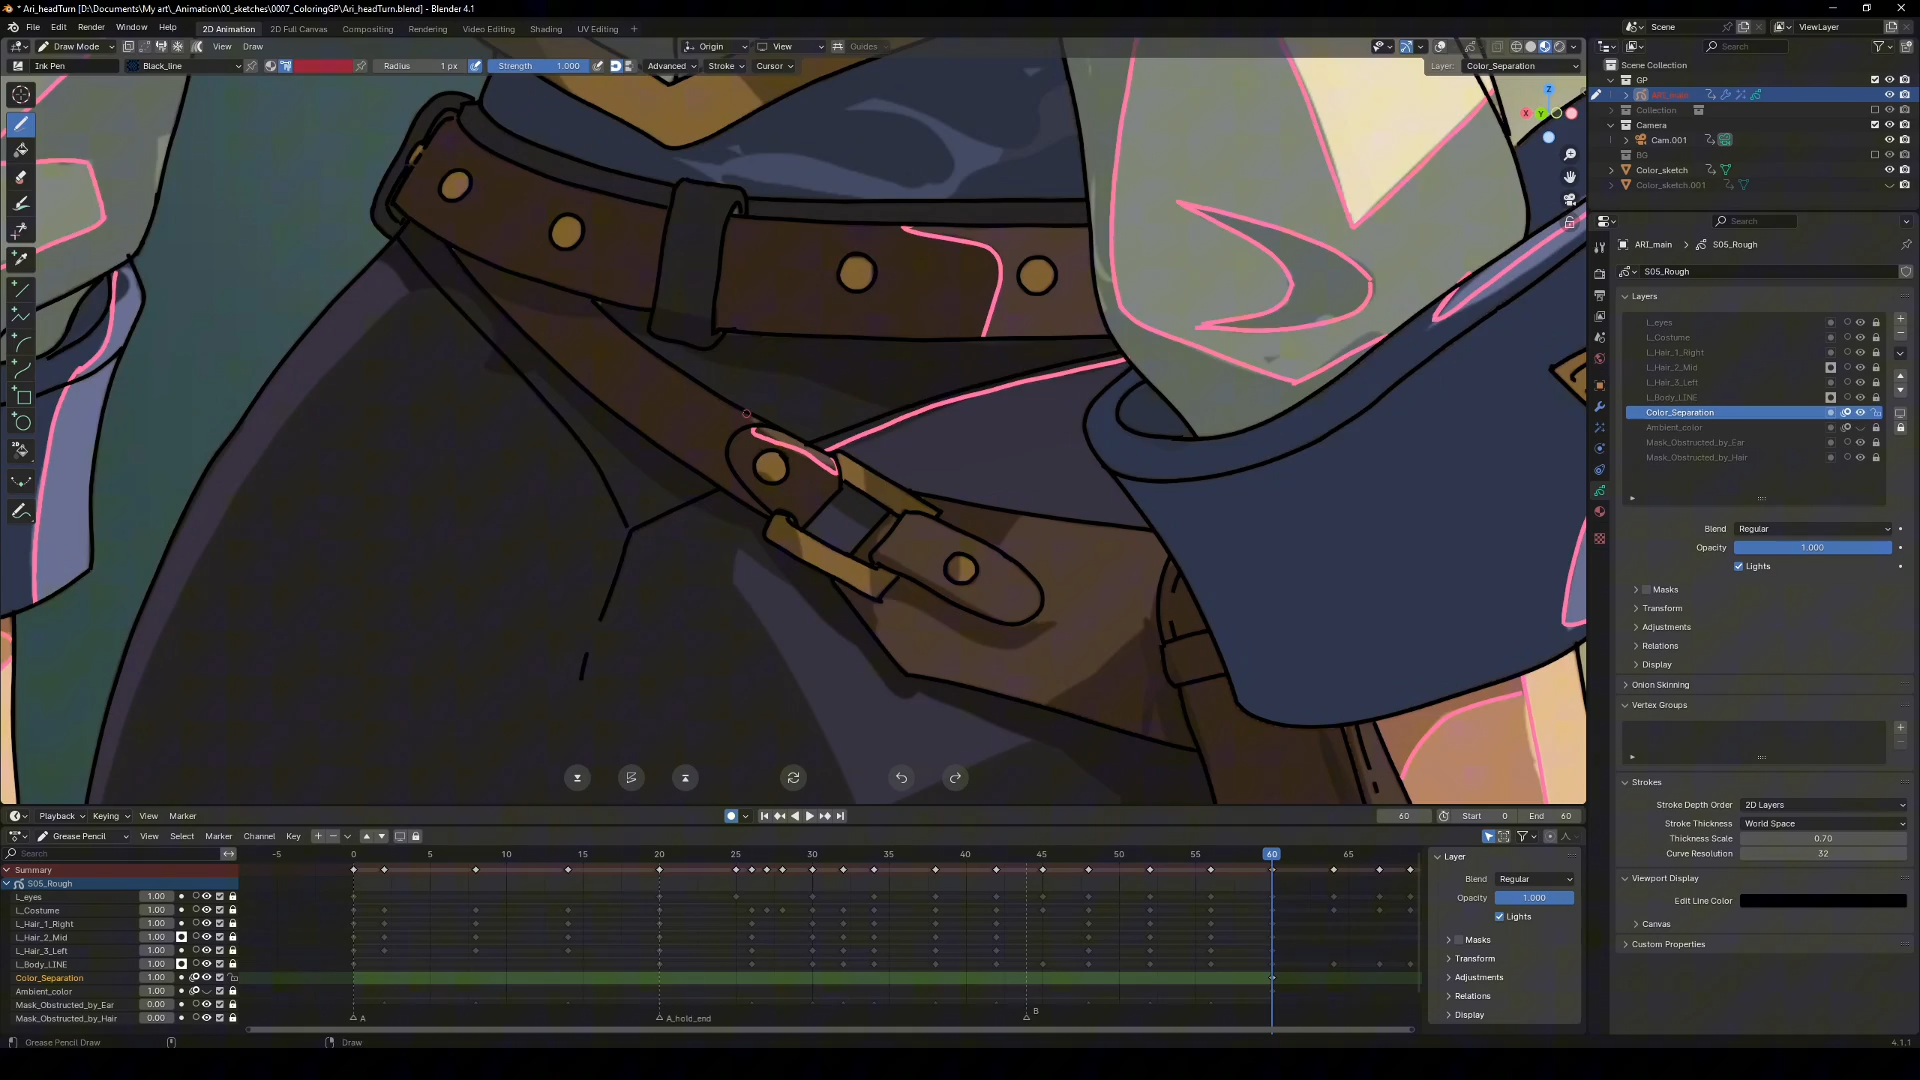 * Ari_headTurn [D:\Documents\My art\_Animation\00_sketches\0007_ColoringGP\Ari_headTurn.blend] - Blender 4.1
File Edit Render Window Help
2D Animation 2D Full Canvas Compositing Rendering Video Editing Shading UV Editing +
Scene
ViewLayer
Draw Mode View Draw
Origin View Guides
Search
Ink Pen Black_line Radius 1 px Strength 1.000 Advanced Stroke Cursor Layer: Color_Separation
Scene Collection
GP
ARI_main
Collection
Camera
Cam.001
BG
Color_sketch
Color_sketch.001
Z
X Y
2D
Search
ARI_main > S05_Rough
S05_Rough
Layers
L_eyes
L_Costume
L_Hair_1_Right
L_Hair_2_Mid
L_Hair_3_Left
L_Body_LINE
Color_Separation
Ambient_color
Mask_Obstructed_by_Ear
Mask_Obstructed_by_Hair
Blend Regular
Opacity 1.000
Lights
Masks
Transform
Adjustments
Relations
Display
Onion Skinning
Vertex Groups
Strokes
Stroke Depth Order 2D Layers
Stroke Thickness World Space
Thickness Scale 0.70
Curve Resolution 32
Viewport Display
Edit Line Color
Canvas
Custom Properties
Playback Keying View Marker
60 Start 0 End 60
Grease Pencil View Select Marker Channel Key
Search
-5 0 5 10 15 20 25 30 35 40 45 50 55 60 65
Summary
S05_Rough
L_eyes 1.00
L_Costume 1.00
L_Hair_1_Right 1.00
L_Hair_2_Mid 1.00
L_Hair_3_Left 1.00
L_Body_LINE 1.00
Color_Separation 1.00
Ambient_color 1.00
Mask_Obstructed_by_Ear 0.00
Mask_Obstructed_by_Hair 0.00
A A_hold_end B
Layer
Blend Regular
Opacity 1.000
Lights
Masks
Transform
Adjustments
Relations
Display
Grease Pencil Draw Draw
4.1.1